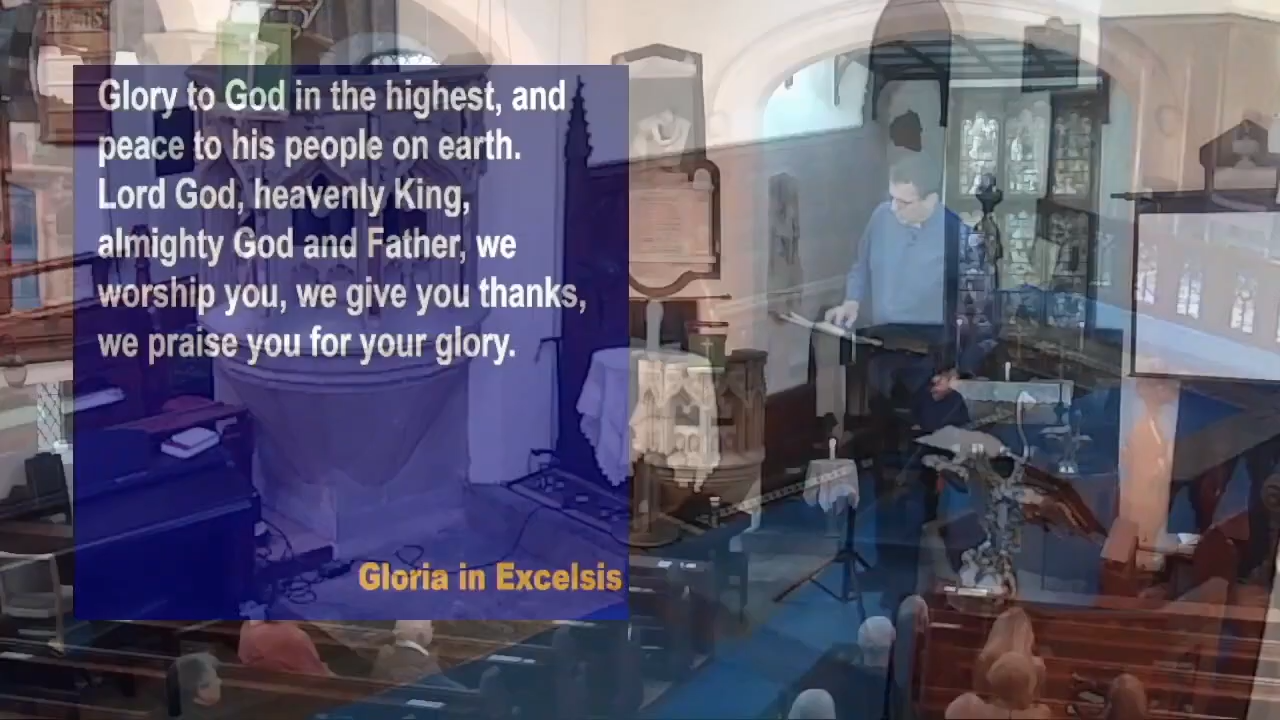 Glory to God in the highest, and
peace to his people on earth.
Lord God, heavenly King,
almighty God and Father, we
worship you, we give you thanks,
we praise you for your glory.
Gloria in Excelsis